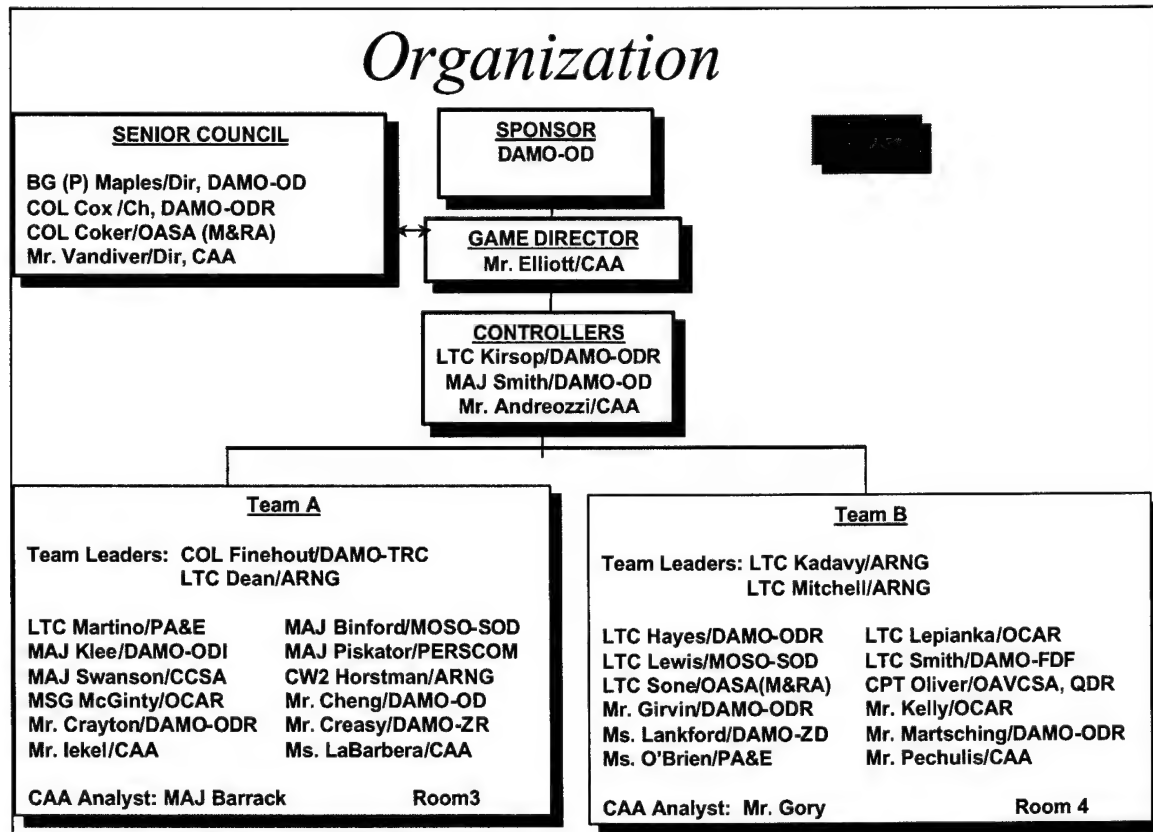 Organization
SENIOR COUNCIL
BG (P) Maples/Dir, DAMO-OD
COL Cox /Ch, DAMO-ODR
COL Coker/OASA (M&RA)
Mr. Vandiver/Dir, CAA
SPONSOR
DAMO-OD
GAME DIRECTOR
Mr. Elliott/CAA
CONTROLLERS
LTC Kirsop/DAMO-ODR
MAJ Smith/DAMO-OD
Mr. Andreozzi/CAA
Team A
Team Leaders: COL Finehout/DAMO-TRC
LTC Dean/ARNG
LTC Martino/PA&E
MAJ Klee/DAMO-ODI
MAJ Swanson/CCSA
MSG McGinty/OCAR
Mr. Crayton/DAMO-ODR
Mr. Iekel/CAA
MAJ Binford/MOSO-SOD
MAJ Piskator/PERSCOM
CW2 Horstman/ARNG
Mr. Cheng/DAMO-OD
Mr. Creasy/DAMO-ZR
Ms. LaBarbera/CAA
CAA Analyst: MAJ Barrack Room3
Team B
Team Leaders: LTC Kadavy/ARNG
LTC Mitchell/ARNG
LTC Hayes/DAMO-ODR
LTC Lewis/MOSO-SOD
LTC Sone/OASA(M&RA)
Mr. Girvin/DAMO-ODR
Ms. Lankford/DAMO-ZD
Ms. O'Brien/PA&E
LTC Lepianka/OCAR
LTC Smith/DAMO-FDF
CPT Oliver/OAVCSA, QDR
Mr. Kelly/OCAR
Mr. Martsching/DAMO-ODR
Mr. Pechulis/CAA
CAA Analyst: Mr. Gory Room 4